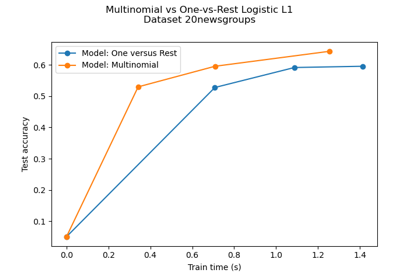 Multinomial vs One-vs-Rest Logistic L1
Dataset 20newsgroups
Model: One versus Rest
Model: Multinomial
0.6
0.5
0.4
0.3
0.2
0.1
Test accuracy
0.0 0.2 0.4 0.6 0.8 1.0 1.2 1.4
Train time (s)